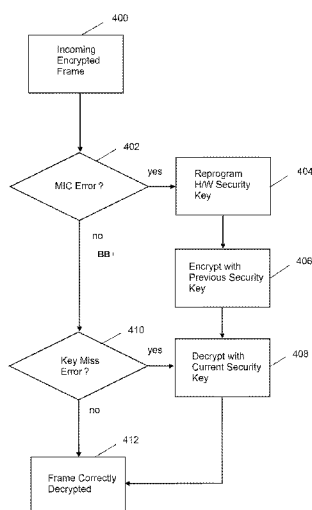 400
Incoming
Encrypted
Frame
402
MIC Error ?
yes
Reprogram
H/W Security
Key
404
no
BB+
Encrypt with
Previous Security
Key
406
410
Key Miss
Error ?
yes
Decrypt with
Current Security
Key
408
no
412
Frame Correctly
Decrypted